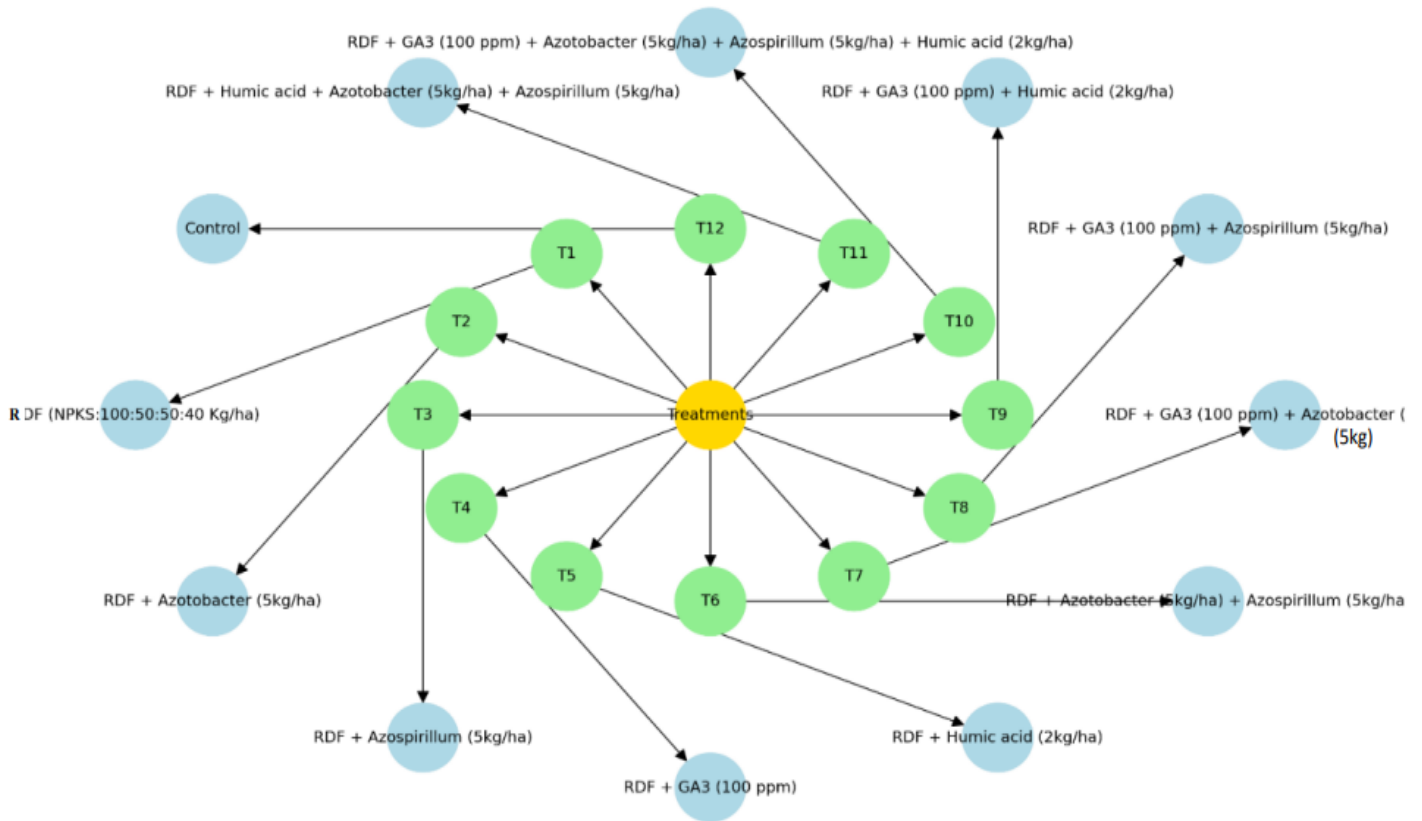 RDF + GA3 (100 ppm) + Azotobacter (5kg/ha) + Azospirillum (5kg/ha) + Humic acid (2kg/ha)
RDF + Humic acid + Azotobacter (5kg/ha) + Azospirillum (5kg/ha)
RDF + GA3 (100 ppm) + Humic acid (2kg/ha)
Control
T1
T12
T11
RDF + GA3 (100 ppm) + Azospirillum (5kg/ha)
T2
T10
RDF (NPKS:100:50:50:40 Kg/ha)
T3
Treatments
T9
RDF + GA3 (100 ppm) + Azotobacter (
(5kg)
T4
T8
T5
T6
T7
RDF + Azotobacter (5kg/ha)
RDF + Azotobacter (5kg/ha) + Azospirillum (5kg/ha
RDF + Azospirillum (5kg/ha)
RDF + Humic acid (2kg/ha)
RDF + GA3 (100 ppm)